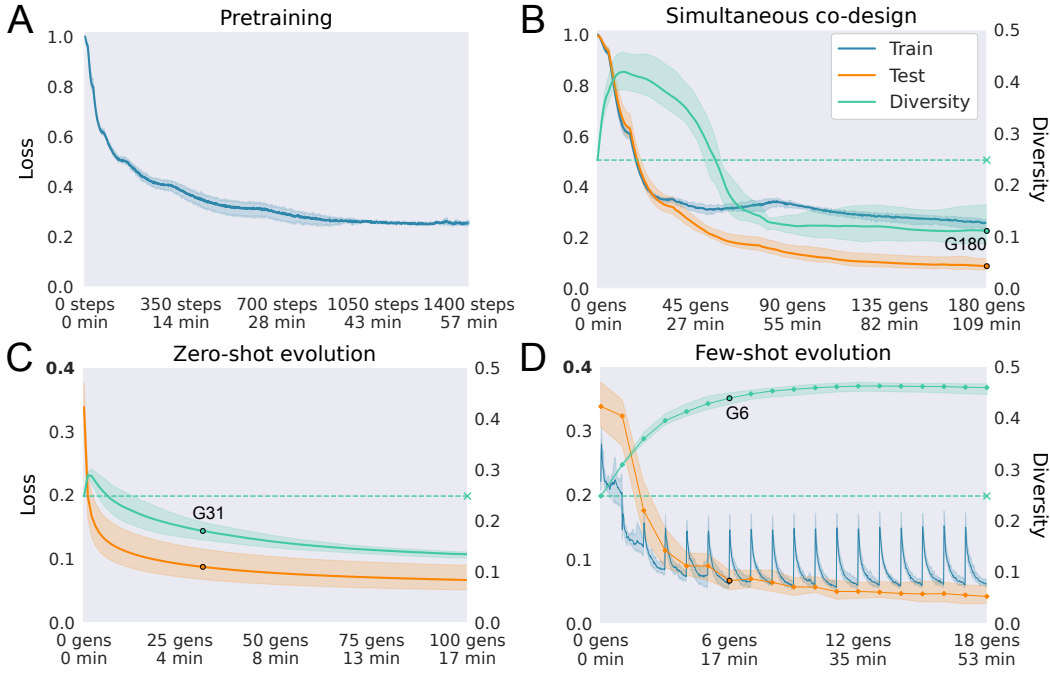 A
Pretraining
1.0
0.8
0.6
0.4
0.2
0.0
Loss
0 steps 350 steps 700 steps 1050 steps 1400 steps
0 min 14 min 28 min 43 min 57 min
B
Simultaneous co-design
1.0
0.8
0.6
0.4
0.2
0.0
Train
Test
Diversity
G180
0.5
0.4
0.3
0.2
0.1
0.0
Diversity
0 gens 45 gens 90 gens 135 gens 180 gens
0 min 27 min 55 min 82 min 109 min
C
Zero-shot evolution
0.4
0.3
0.2
0.1
0.0
Loss
G31
0.5
0.4
0.3
0.2
0.1
0.0
0 gens 25 gens 50 gens 75 gens 100 gens
0 min 4 min 8 min 13 min 17 min
D
Few-shot evolution
0.4
0.3
0.2
0.1
0.0
G6
0.5
0.4
0.3
0.2
0.1
0.0
Diversity
0 gens 6 gens 12 gens 18 gens
0 min 17 min 35 min 53 min